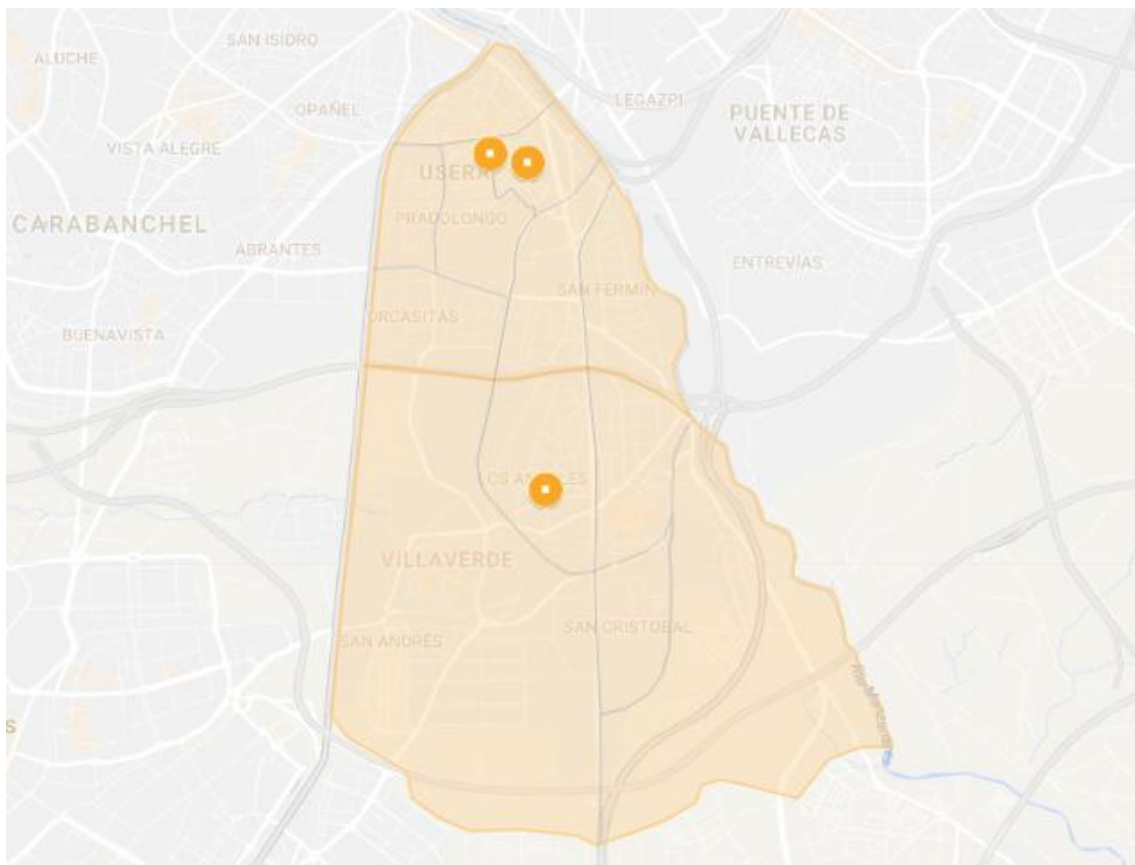 SAN ISIDRO
ALUCHE
LEGAZPI
OPAÑEL
PUENTE DE
VALLECAS
VISTA ALEGRE
USERA
PRADOLONGO
CARABANCHEL
ABRANTES
ENTREVÍAS
SAN FERMÍN
ORCASITAS
BUENAVISTA
VILLAVERDE
SAN CRISTOBAL
SAN ANDRÉS
S